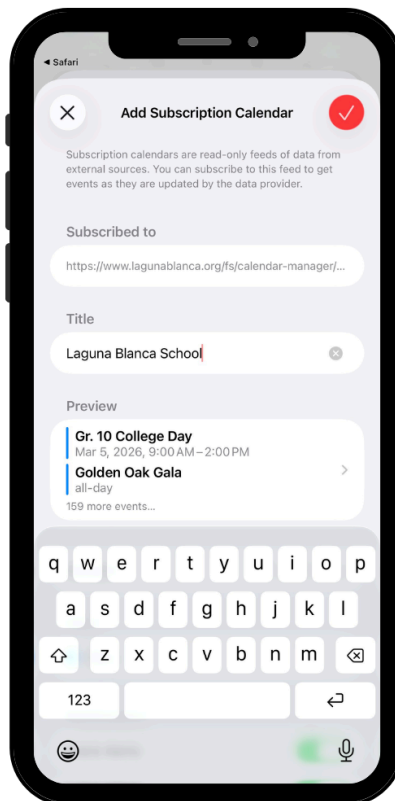 ◀ Safari
Add Subscription Calendar
Subscription calendars are read-only feeds of data from
external sources. You can subscribe to this feed to get
events as they are updated by the data provider.
Subscribed to
https://www.lagunablanca.org/fs/calendar-manager/...
Title
Laguna Blanca School
Preview
Gr. 10 College Day
Mar 5, 2026, 9:00 AM – 2:00 PM
Golden Oak Gala
all-day
159 more events...
q w e r t y u i o p
a s d f g h j k l
z x c v b n m
123